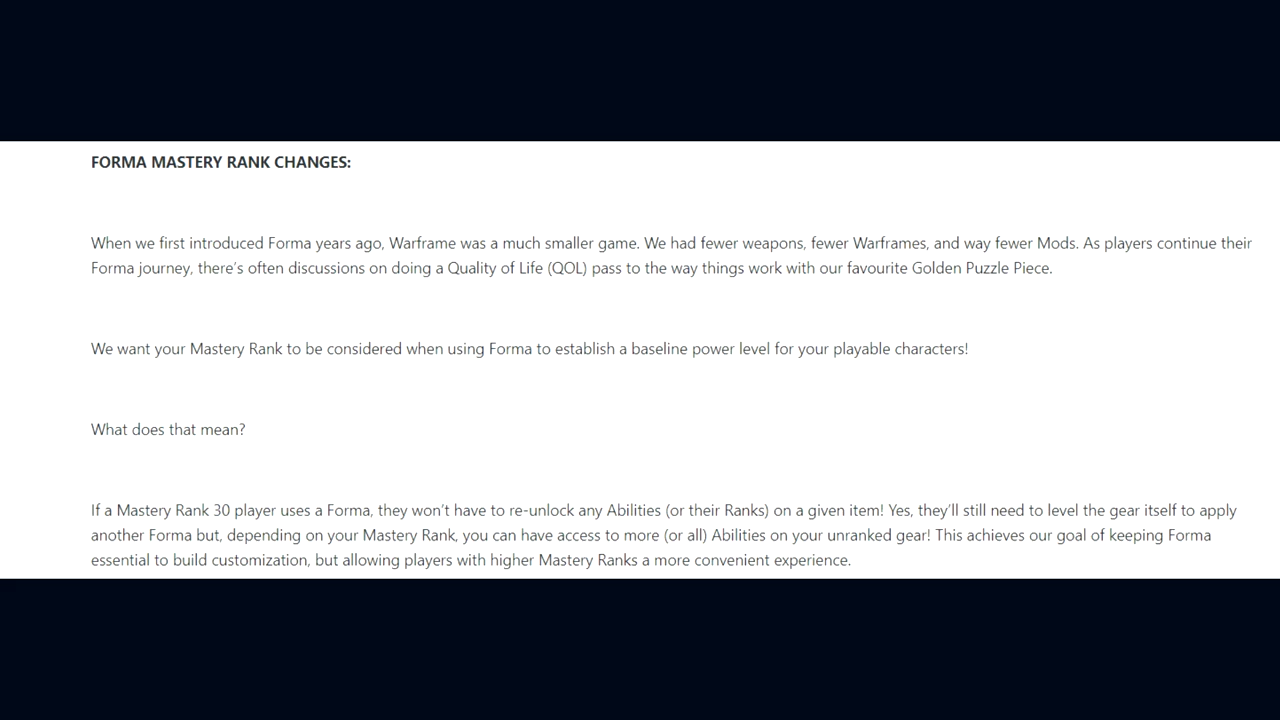 FORMA MASTERY RANK CHANGES:
When we first introduced Forma years ago, Warframe was a much smaller game. We had fewer weapons, fewer Warframes, and way fewer Mods. As players continue their
Forma journey, there's often discussions on doing a Quality of Life (QOL) pass to the way things work with our favourite Golden Puzzle Piece.
We want your Mastery Rank to be considered when using Forma to establish a baseline power level for your playable characters!
What does that mean?
If a Mastery Rank 30 player uses a Forma, they won't have to re-unlock any Abilities (or their Ranks) on a given item! Yes, they'll still need to level the gear itself to apply
another Forma but, depending on your Mastery Rank, you can have access to more (or all) Abilities on your unranked gear! This achieves our goal of keeping Forma
essential to build customization, but allowing players with higher Mastery Ranks a more convenient experience.